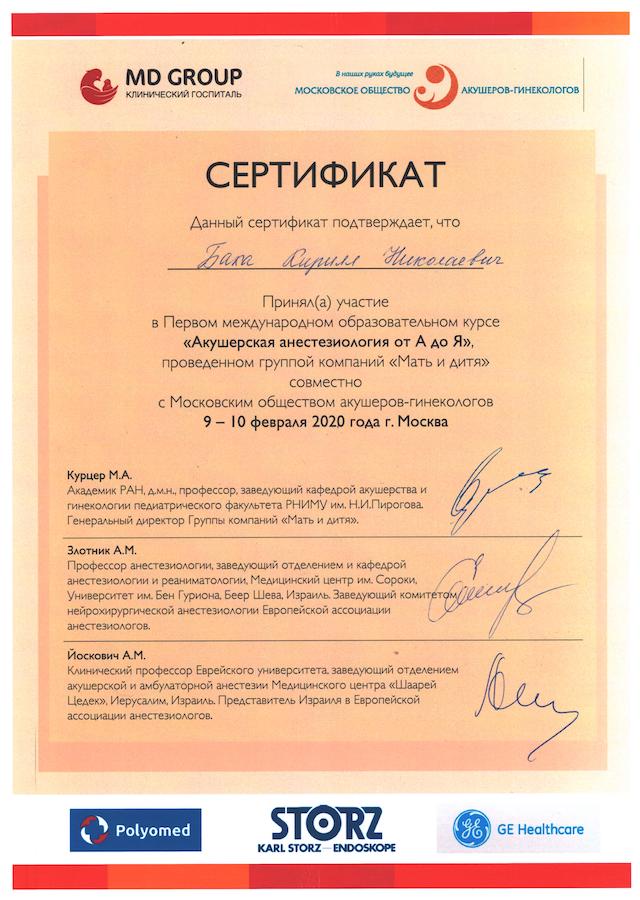 MD GROUP
КЛИНИЧЕСКИЙ ГОСПИТАЛЬ
В наших руках будущее
МОСКОВСКОЕ ОБЩЕСТВО АКУШЕРОВ-ГИНЕКОЛОГОВ
СЕРТИФИКАТ
Данный сертификат подтверждает, что
Бака Кирилл Николаевич
Принял(а) участие
в Первом международном образовательном курсе
«Акушерская анестезиология от А до Я»,
проведенном группой компаний «Мать и дитя»
совместно
с Московским обществом акушеров-гинекологов
9 – 10 февраля 2020 года г. Москва
Курцер М.А.
Академик РАН, д.м.н., профессор, заведующий кафедрой акушерства и
гинекологии педиатрического факультета РНИМУ им. Н.И.Пирогова.
Генеральный директор Группы компаний «Мать и дитя».
Злотник А.М.
Профессор анестезиологии, заведующий отделением и кафедрой
анестезиологии и реаниматологии, Медицинский центр им. Сороки,
Университет им. Бен Гуриона, Беер Шева, Израиль. Заведующий комитетом
нейрохирургической анестезиологии Европейской ассоциации
анестезиологов.
Йоскович А.М.
Клинический профессор Еврейского университета, заведующий отделением
акушерской и амбулаторной анестезии Медицинского центра «Шаарей
Цедек», Иерусалим, Израиль. Представитель Израиля в Европейской
ассоциации анестезиологов.
Polyomed
STORZ
KARL STORZ—ENDOSKOPE
GE Healthcare